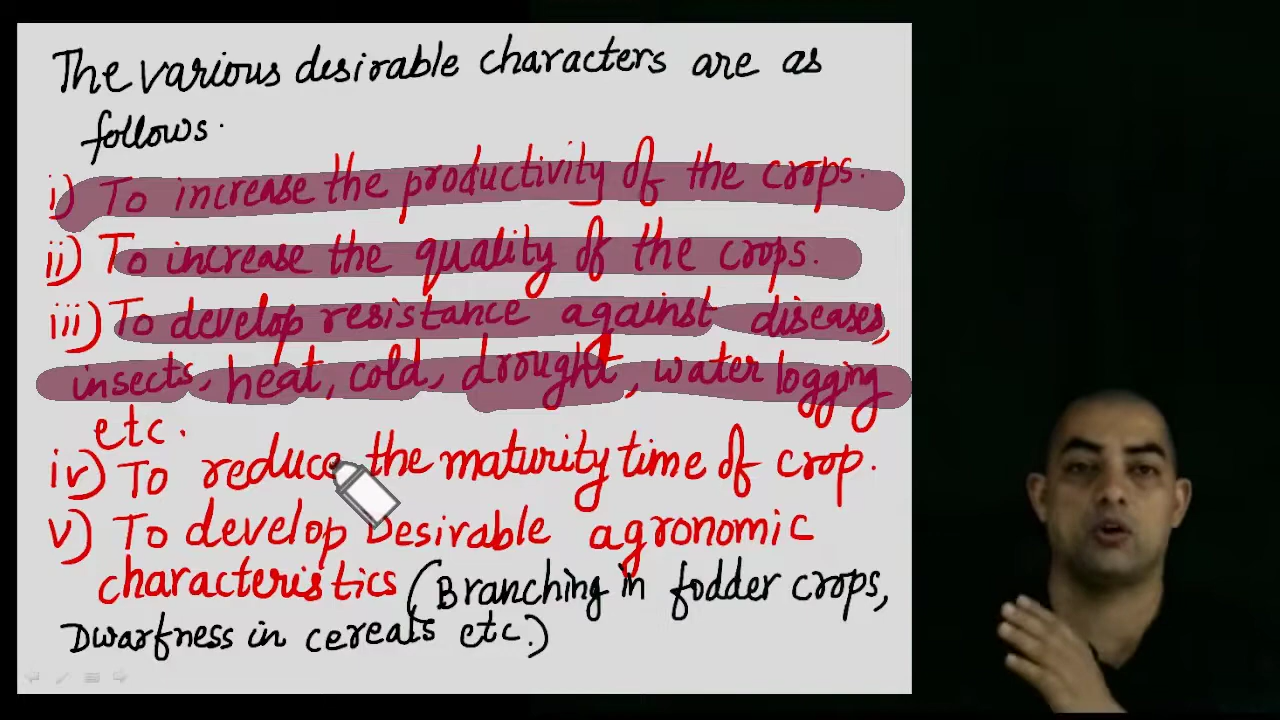 The various desirable characters are as
follows.
i) To increase the productivity of the crops.
ii) To increase the quality of the crops.
iii) To develop resistance against diseases,
insects, heat, cold, drought, water logging
etc.
iv) To reduce the maturity time of crop.
v) To develop Desirable agronomic
characteristics (Branching in fodder crops,
Dwarfness in cereals etc.)